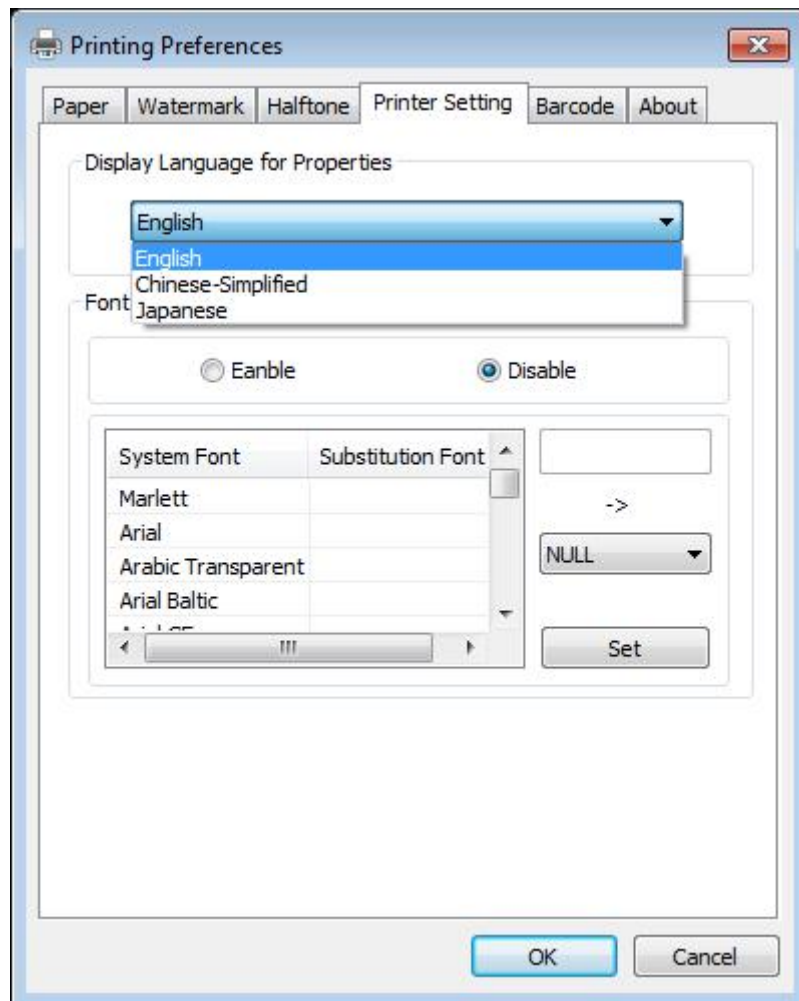 Printing Preferences
Paper Watermark Halftone Printer Setting Barcode About
Display Language for Properties
English
English
Chinese-Simplified
Japanese
Font
Eanble Disable
System Font Substitution Font
Marlett
->
Arial
NULL
Arabic Transparent
Arial Baltic
Set
OK Cancel